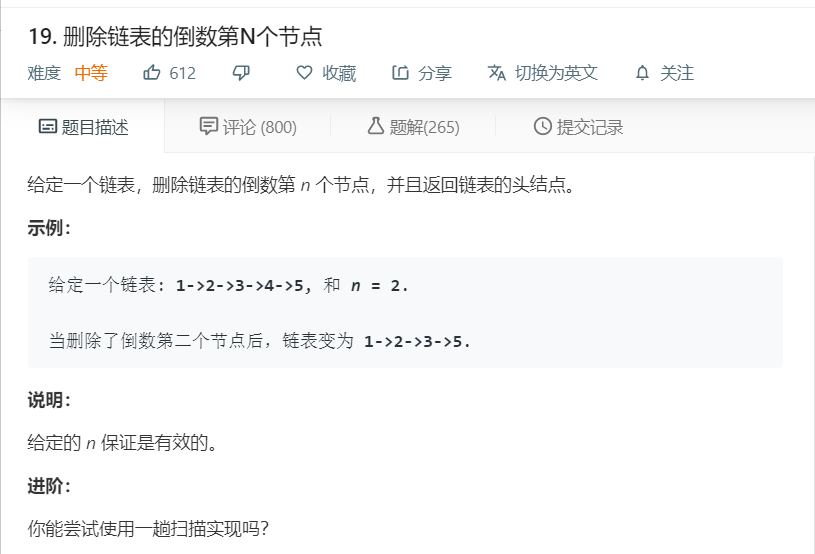 19. 删除链表的倒数第N个节点
难度 中等 612 收藏 分享 切换为英文 关注
题目描述 评论 (800) 题解(265) 提交记录
给定一个链表，删除链表的倒数第 n 个节点，并且返回链表的头结点。
示例：
给定一个链表: 1->2->3->4->5, 和 n = 2.
当删除了倒数第二个节点后，链表变为 1->2->3->5.
说明：
给定的 n 保证是有效的。
进阶：
你能尝试使用一趟扫描实现吗？